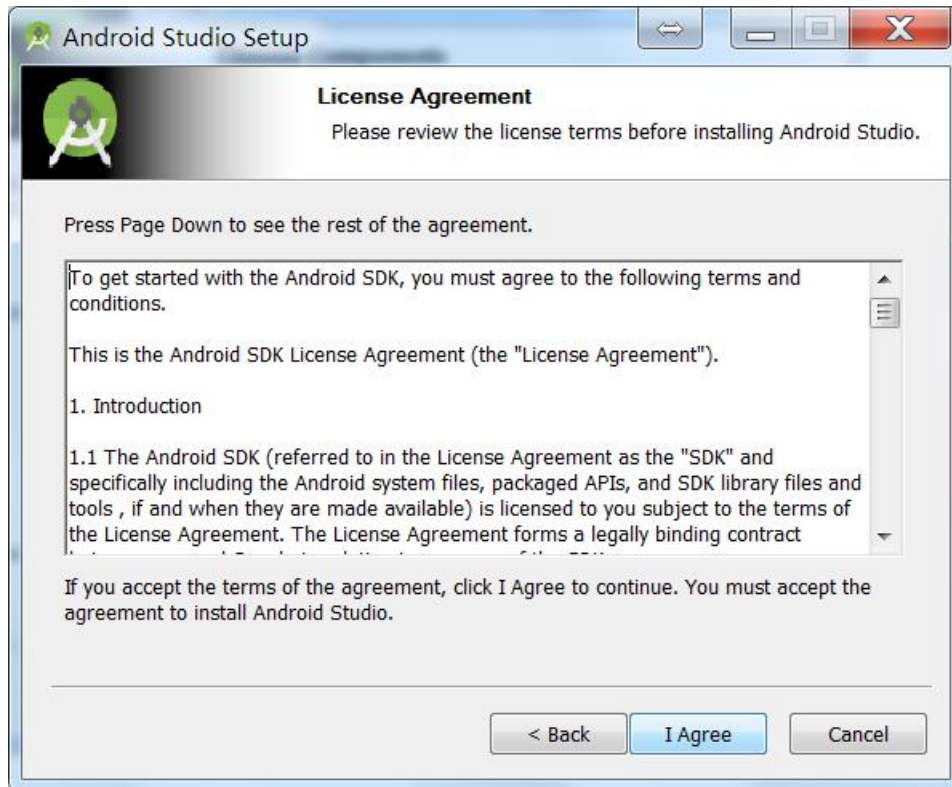 Android Studio Setup
License Agreement
Please review the license terms before installing Android Studio.
Press Page Down to see the rest of the agreement.
To get started with the Android SDK, you must agree to the following terms and
conditions.
This is the Android SDK License Agreement (the "License Agreement").
1. Introduction
1.1 The Android SDK (referred to in the License Agreement as the "SDK" and
specifically including the Android system files, packaged APIs, and SDK library files and
tools , if and when they are made available) is licensed to you subject to the terms of
the License Agreement. The License Agreement forms a legally binding contract
If you accept the terms of the agreement, click I Agree to continue. You must accept the
agreement to install Android Studio.
< Back
I Agree
Cancel